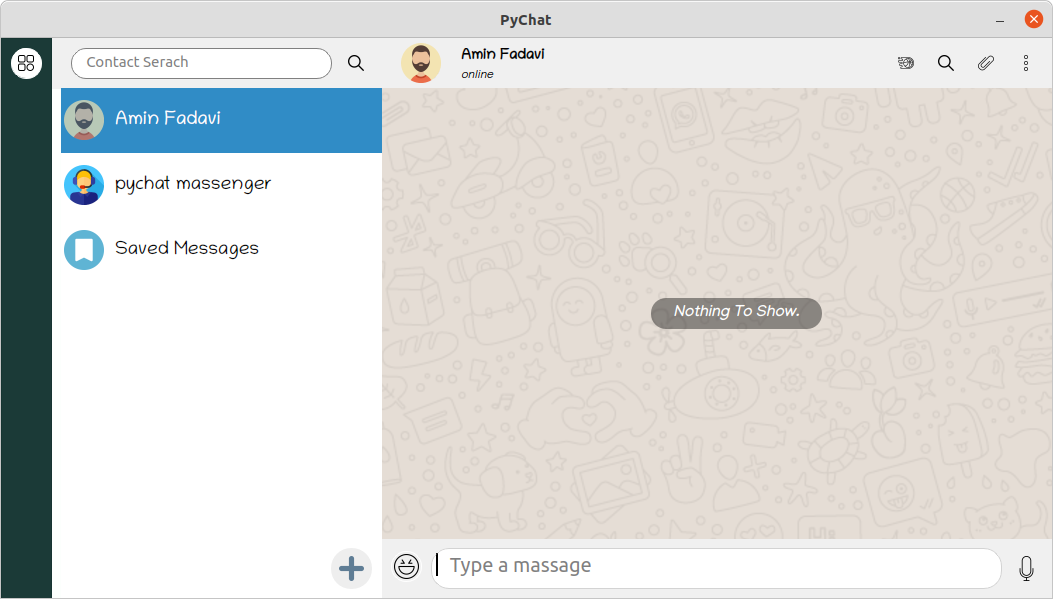 PyChat
Contact Serach
Amin Fadavi
online
Amin Fadavi
pychat massenger
Saved Messages
Nothing To Show.
Type a massage